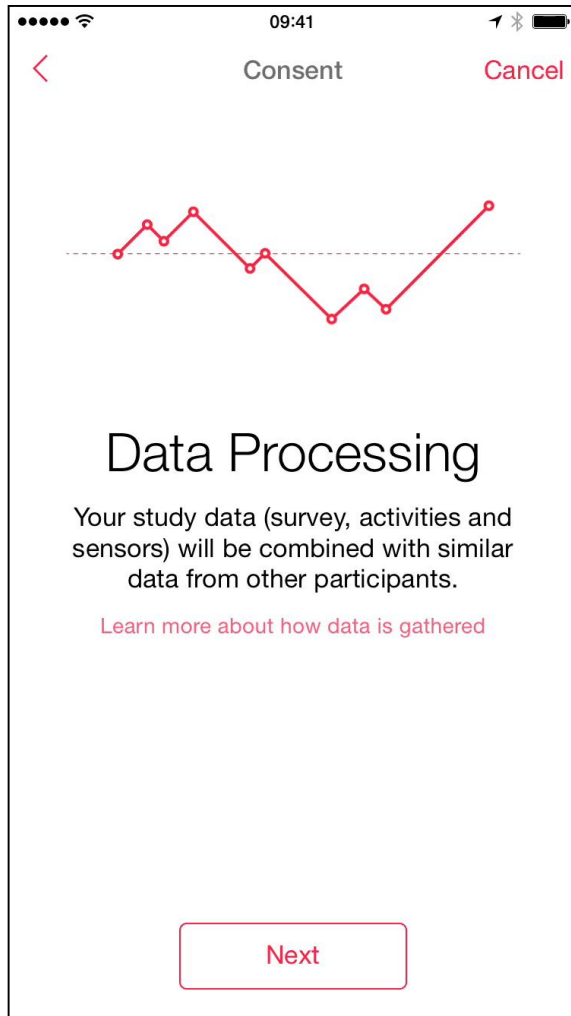 09:41
Consent
Cancel
Data Processing
Your study data (survey, activities and
sensors) will be combined with similar
data from other participants.
Learn more about how data is gathered
Next